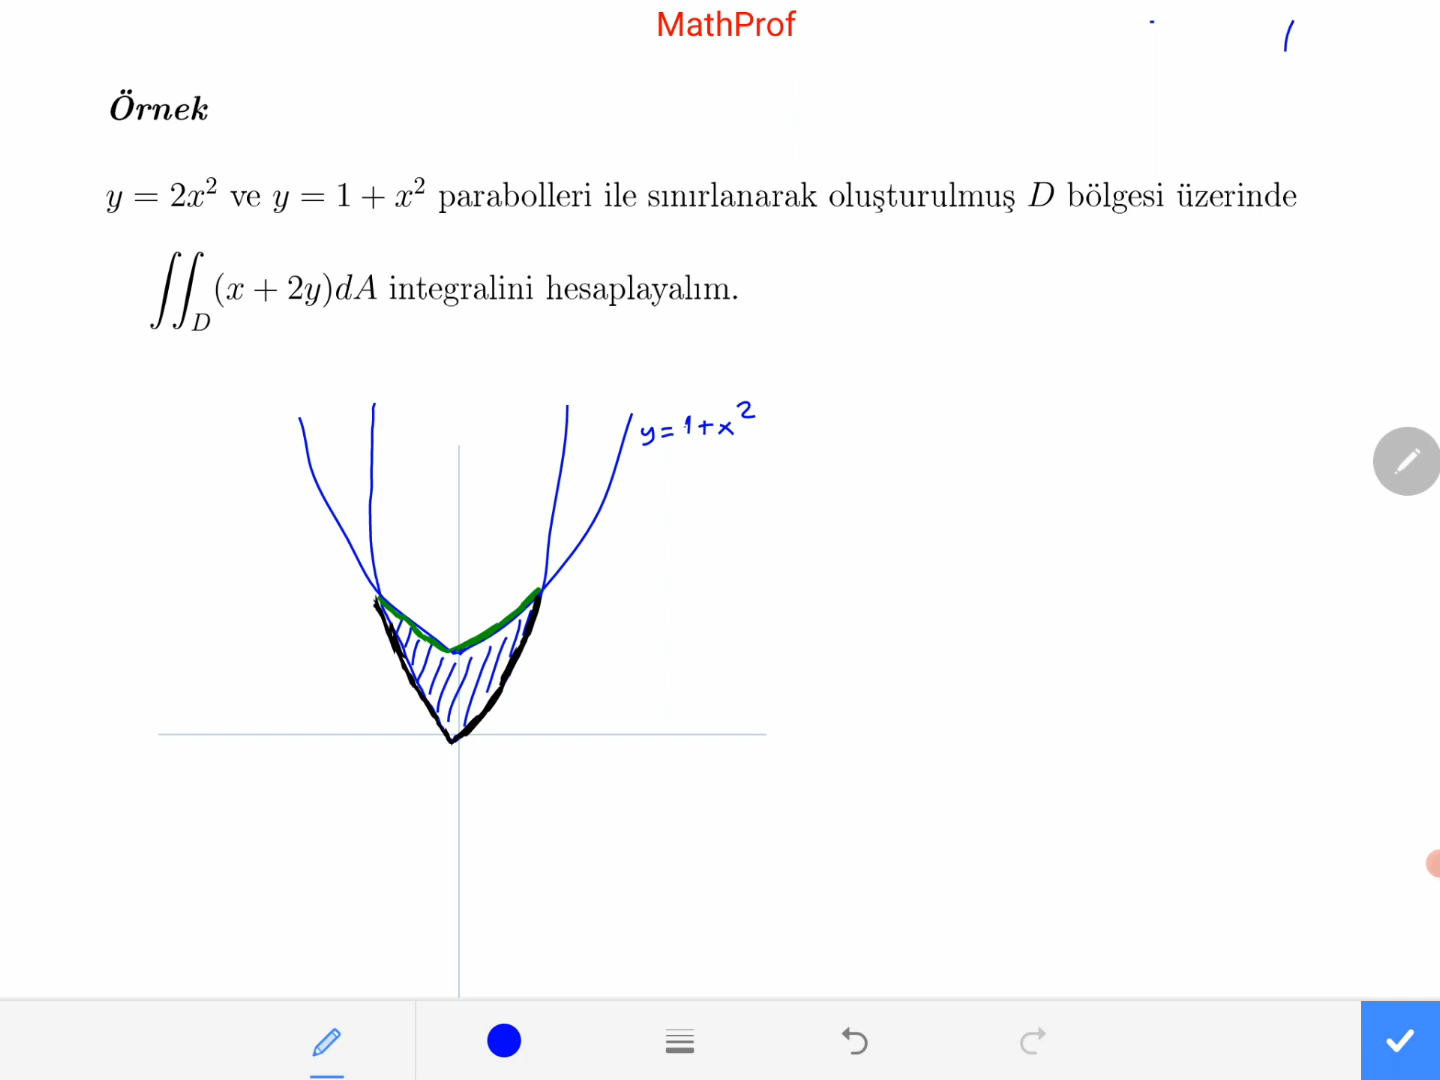 MathProf
Örnek
y = 2x² ve y = 1 + x² parabolleri ile sınırlanarak oluşturulmuş D bölgesi üzerinde
∬_D (x + 2y)dA integralini hesaplayalım.
y = 1 + x²